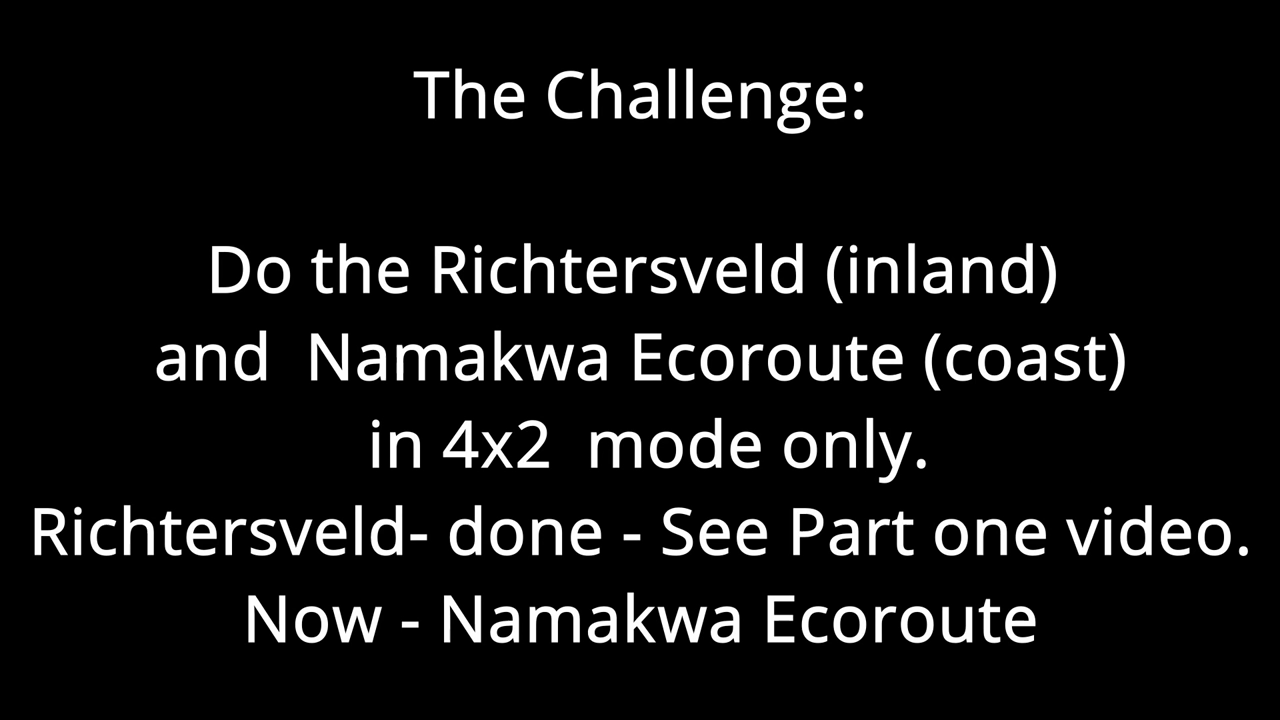 The Challenge:
Do the Richtersveld (inland)
and  Namakwa Ecoroute (coast)
in 4x2  mode only.
Richtersveld- done - See Part one video.
Now - Namakwa Ecoroute